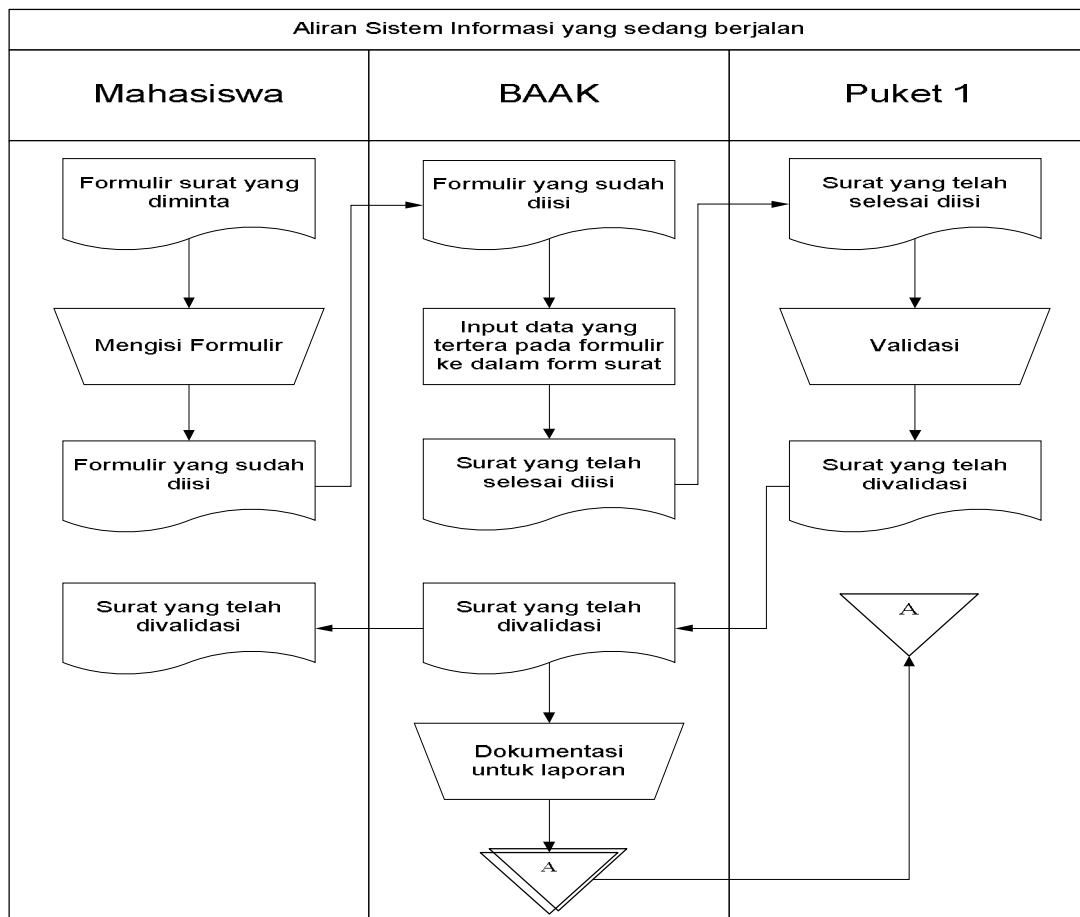 Aliran Sistem Informasi yang sedang berjalan
Mahasiswa
BAAK
Puket 1
Formulir surat yang
diminta
Mengisi Formulir
Formulir yang sudah
diisi
Surat yang telah
divalidasi
Formulir yang sudah
diisi
Input data yang
tertera pada formulir
ke dalam form surat
Surat yang telah
selesai diisi
Surat yang telah
divalidasi
Dokumentasi
untuk laporan
A
Surat yang telah
selesai diisi
Validasi
Surat yang telah
divalidasi
A